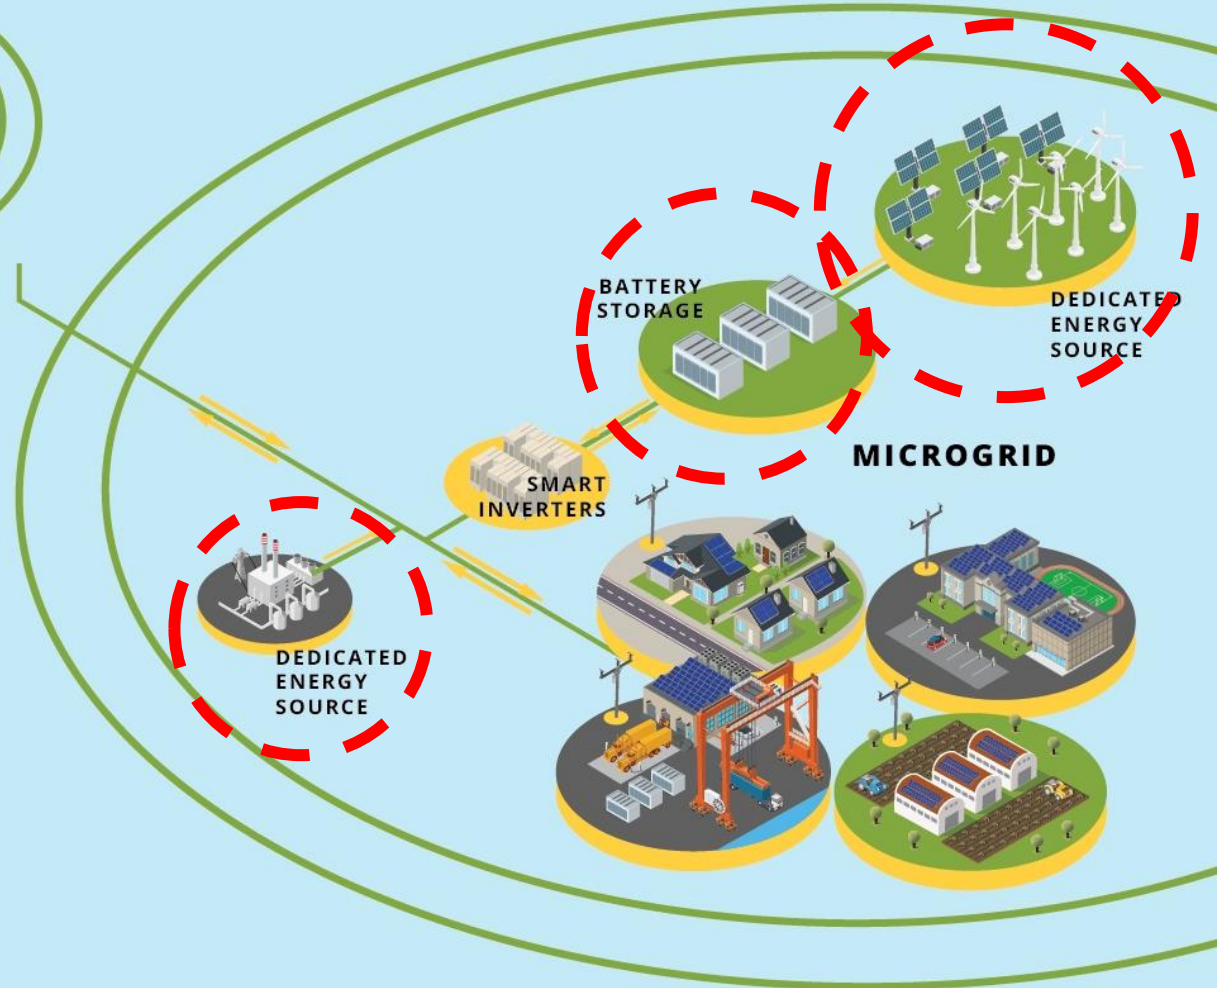 BATTERY
STORAGE
DEDICATED
ENERGY
SOURCE
MICROGRID
SMART
INVERTERS
DEDICATED
ENERGY
SOURCE